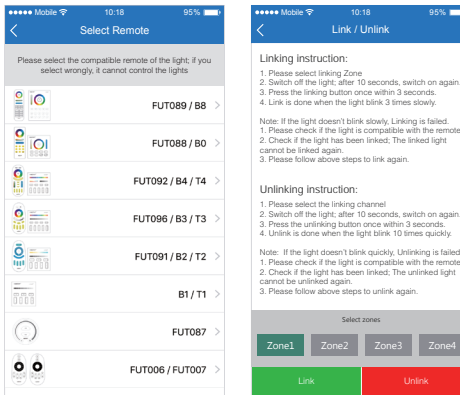 Mobile 10:18 95%
Select Remote
Please select the compatible remote of the light; if you
select wrongly, it cannot control the lights
FUT089 / B8
FUT088 / B0
FUT092 / B4 / T4
FUT096 / B3 / T3
FUT091 / B2 / T2
B1 / T1
FUT087
FUT006 / FUT007
Mobile 10:18 95%
Link / Unlink
Linking instruction:
1. Please select linking Zone
2. Switch off the light; after 10 seconds, switch on again.
3. Press the linking button once within 3 seconds.
4. Link is done when the light blink 3 times slowly.
Note: If the light doesn't blink slowly, Linking is failed.
1. Please check if the light is compatible with the remote
2. Check if the light has been linked; The linked light
cannot be linked again.
3. Please follow above steps to link again.
Unlinking instruction:
1. Please select the linking channel
2. Switch off the light; after 10 seconds, switch on again.
3. Press the unlinking button once within 3 seconds.
4. Unlink is done when the light blink 10 times quickly.
Note: If the light doesn't blink quickly, Unlinking is failed
1. Please check if the light is compatible with the remote
2. Check if the light has been linked; The unlinked light
cannot be unlinked again.
3. Please follow above steps to unlink again.
Select zones
Zone1 Zone2 Zone3 Zone4
Link Unlink